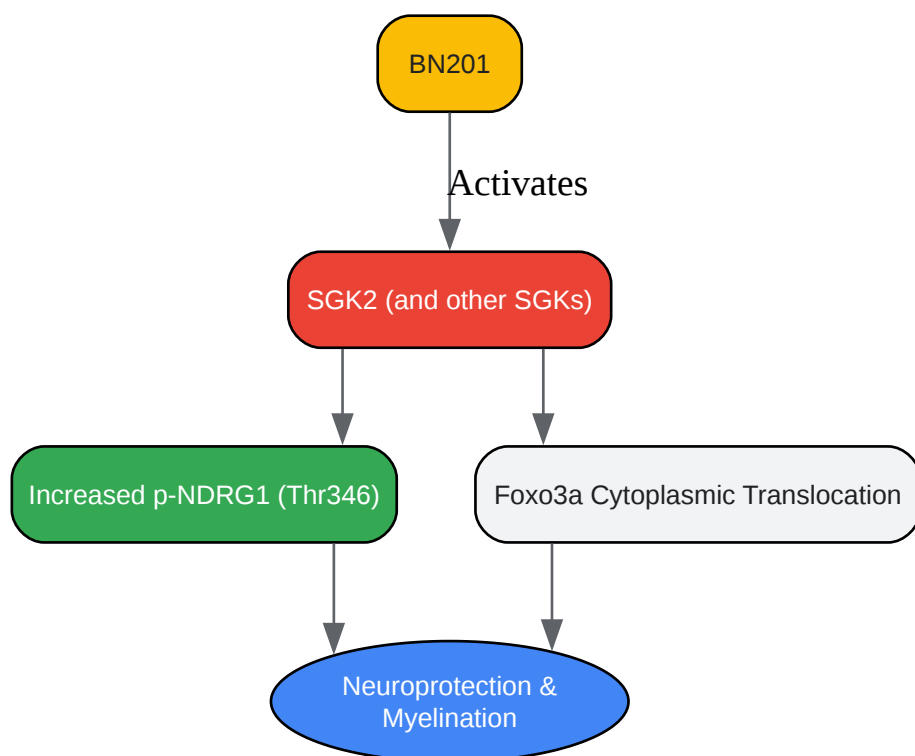 BN201
Activates
SGK2 (and other SGKs)
Increased p-NDRG1 (Thr346)
Foxo3a Cytoplasmic Translocation
Neuroprotection &
Myelination